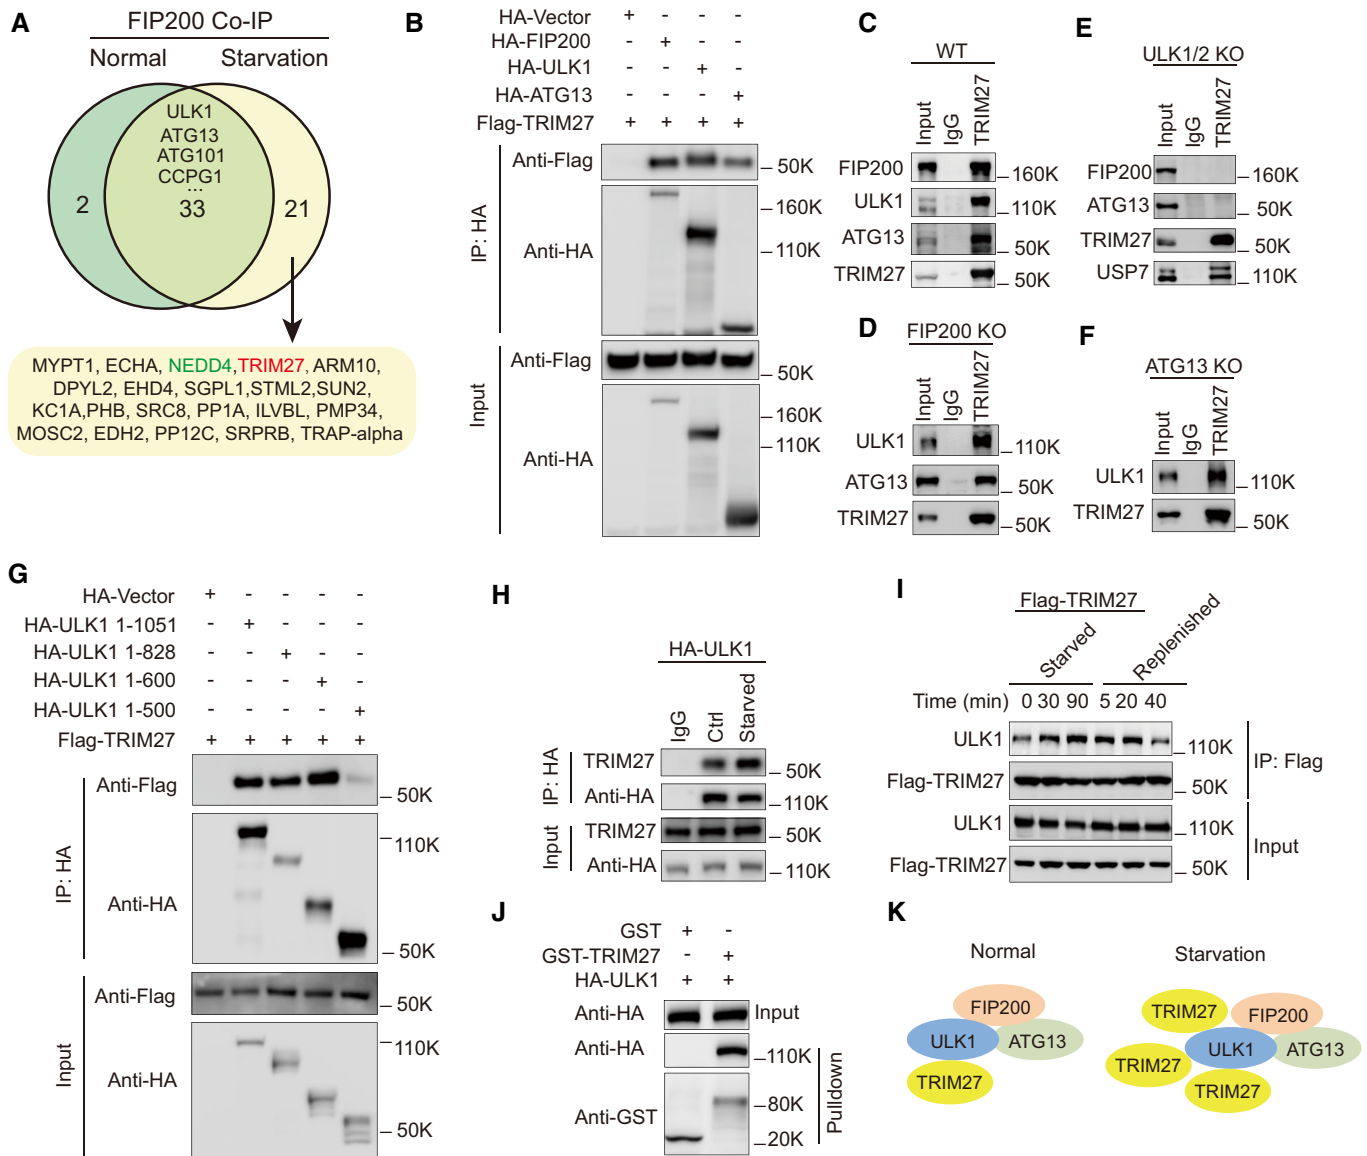 A
FIP200 Co-IP
Normal
Starvation
ULK1
ATG13
ATG101
CCPG1
...
2
33
21
MYPT1, ECHA, NEDD4,TRIM27, ARM10,
DPYL2, EHD4, SGPL1,STML2,SUN2,
KC1A,PHB, SRC8, PP1A, ILVBL, PMP34,
MOSC2, EDH2, PP12C, SRPRB, TRAP-alpha
B
HA-Vector + - - -
HA-FIP200 - + - -
HA-ULK1 - - + -
HA-ATG13 - - - +
Flag-TRIM27 + + + +
IP: HA
Anti-Flag
50K
Anti-HA
160K
110K
Input
Anti-Flag
50K
Anti-HA
160K
110K
C
WT
Input IgG TRIM27
FIP200 160K
ULK1 110K
ATG13 50K
TRIM27 50K
D
FIP200 KO
Input IgG TRIM27
ULK1 110K
ATG13 50K
TRIM27 50K
E
ULK1/2 KO
Input IgG TRIM27
FIP200 160K
ATG13 50K
TRIM27 50K
USP7 110K
F
ATG13 KO
Input IgG TRIM27
ULK1 110K
TRIM27 50K
G
HA-Vector + - - - -
HA-ULK1 1-1051 - + - - -
HA-ULK1 1-828 - - + - -
HA-ULK1 1-600 - - - + -
HA-ULK1 1-500 - - - - +
Flag-TRIM27 + + + + +
IP: HA
Anti-Flag
50K
Anti-HA
110K
50K
Input
Anti-Flag
50K
Anti-HA
110K
50K
H
HA-ULK1
IgG Ctrl Starved
IP: HA
TRIM27 50K
Anti-HA 110K
Input
TRIM27 50K
Anti-HA 110K
I
Flag-TRIM27
Starved
Replenished
Time (min) 0 30 90 5 20 40
ULK1 110K
Flag-TRIM27 50K
IP: Flag
ULK1 110K
Flag-TRIM27 50K
Input
J
GST + -
GST-TRIM27 - +
HA-ULK1 + +
Anti-HA Input
Anti-HA 110K
Anti-GST 80K
20K
Pulldown
K
Normal
FIP200
ULK1
ATG13
TRIM27
Starvation
TRIM27
FIP200
ULK1
ATG13
TRIM27
TRIM27